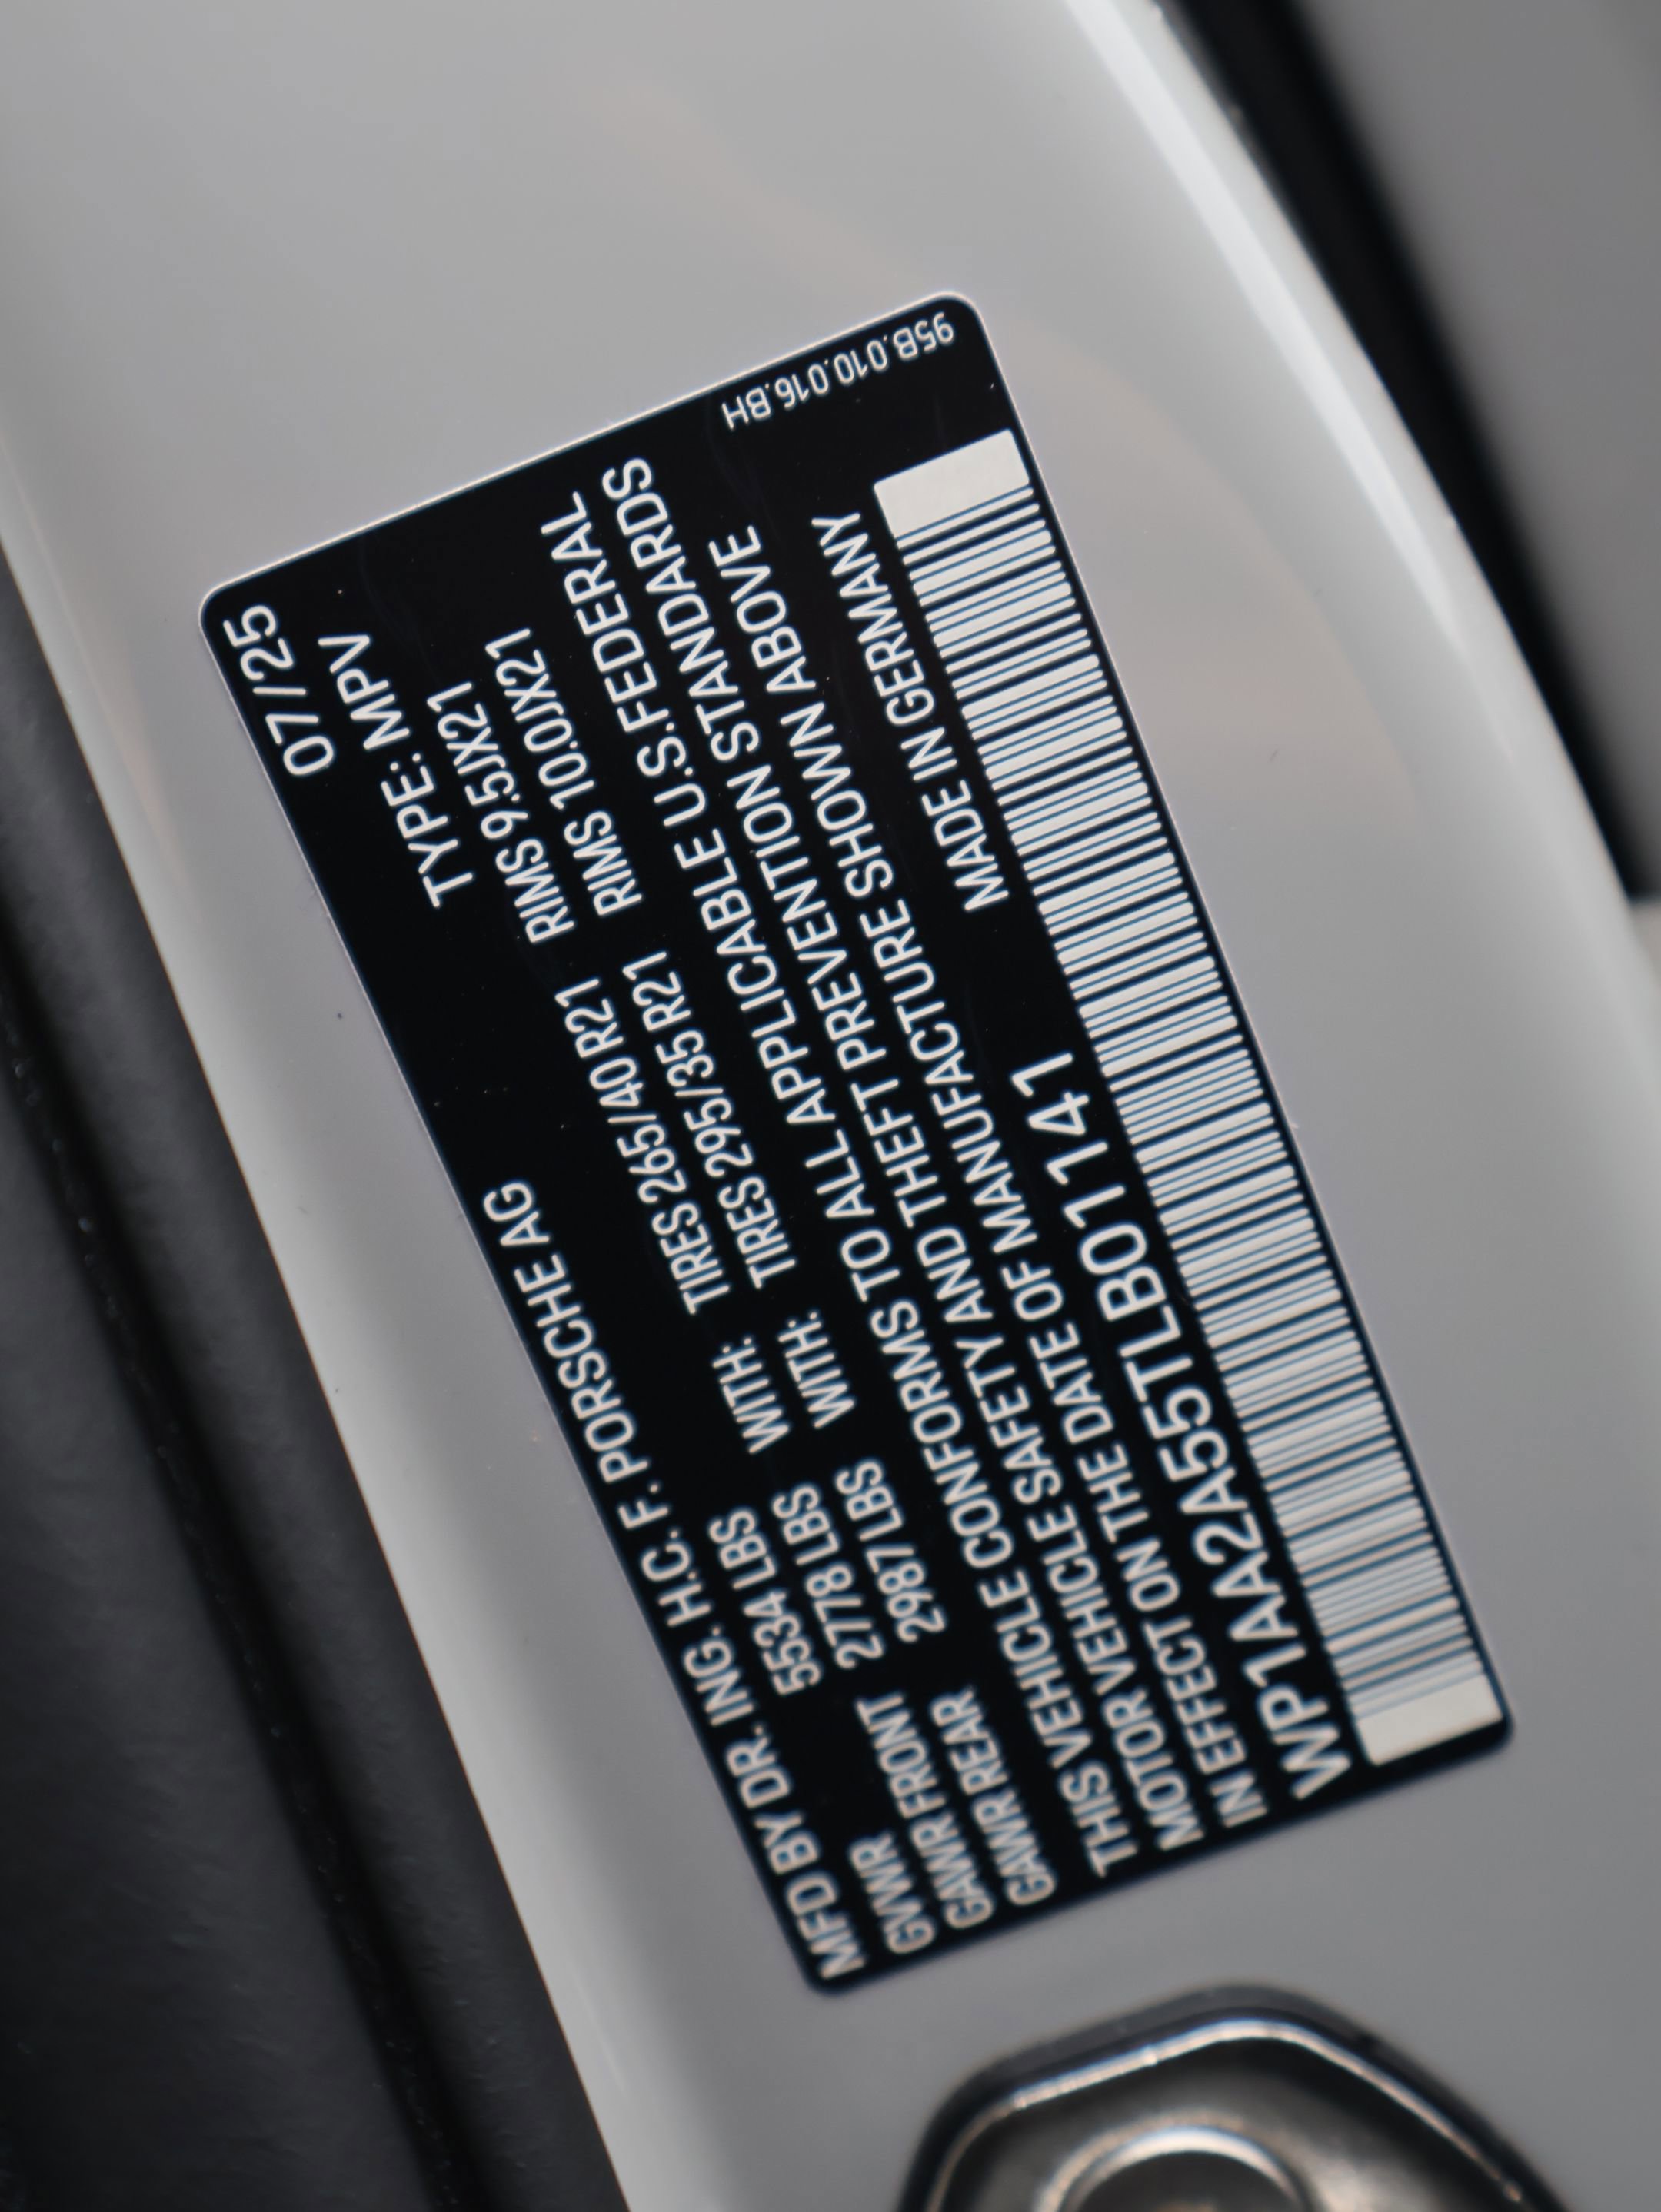 MFD BY DR. ING. H.C. F. PORSCHE AG 07/25
TYPE: MPV
GVWR 5534 LBS WITH: TIRES 265/40 R21 RIMS 9.5JX21
GAWR FRONT 2778 LBS WITH: TIRES 295/35 R21 RIMS 10.0JX21
GAWR REAR 2987 LBS
THIS VEHICLE CONFORMS TO ALL APPLICABLE U.S.FEDERAL
MOTOR VEHICLE SAFETY AND THEFT PREVENTION STANDARDS
IN EFFECT ON THE DATE OF MANUFACTURE SHOWN ABOVE
WP1AA2A55TLB01141 MADE IN GERMANY
95B.010.016.BH